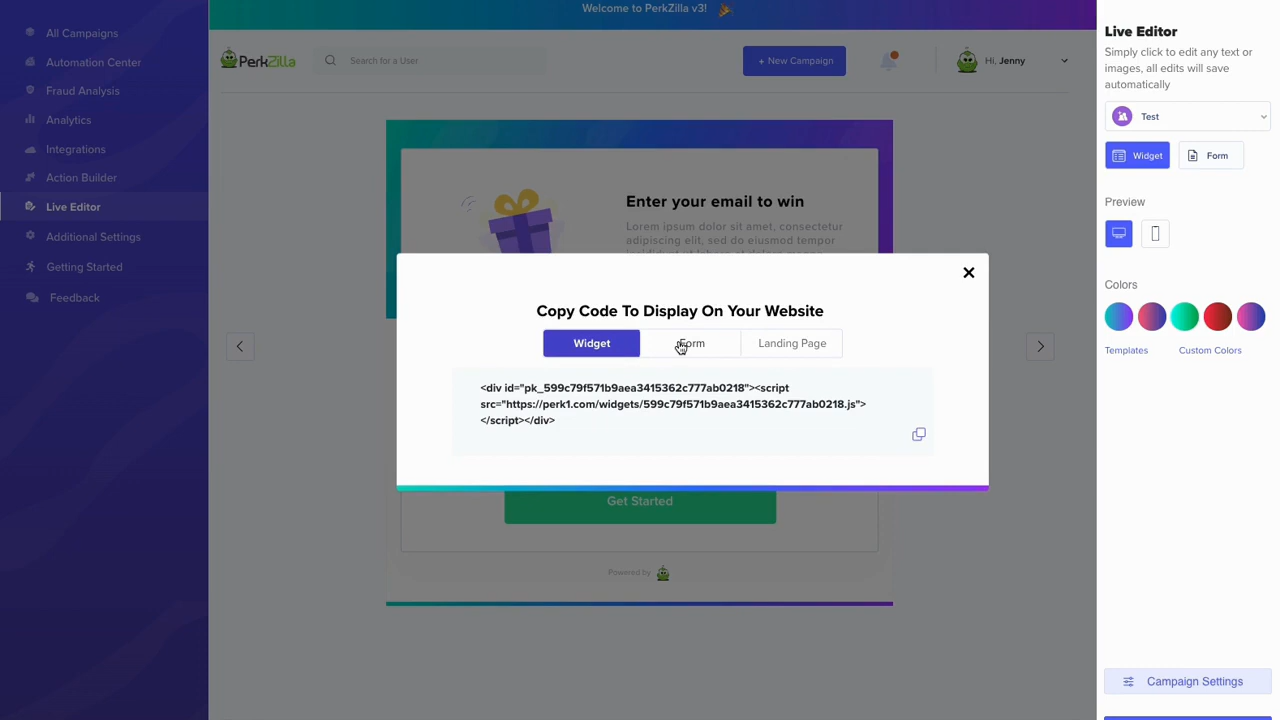 Welcome to PerkZilla v3!
All Campaigns
Automation Center
Fraud Analysis
Analytics
Integrations
Action Builder
Live Editor
Additional Settings
Getting Started
Feedback
PerkZilla
Search for a User
+ New Campaign
Hi, Jenny
Enter your email to win
Lorem ipsum dolor sit amet, consectetur
adipiscing elit, sed do eiusmod tempor
Copy Code To Display On Your Website
Widget
Form
Landing Page
<div id="pk_599c79f571b9aea3415362c777ab0218"><script
src="https://perk1.com/widgets/599c79f571b9aea3415362c777ab0218.js">
</script></div>
Get Started
Powered by
Live Editor
Simply click to edit any text or
images, all edits will save
automatically
Test
Widget
Form
Preview
Colors
Templates
Custom Colors
Campaign Settings